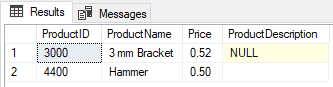 Results Messages
ProductID ProductName Price ProductDescription
1 3000 3 mm Bracket 0.52 NULL
2 4400 Hammer 0.50